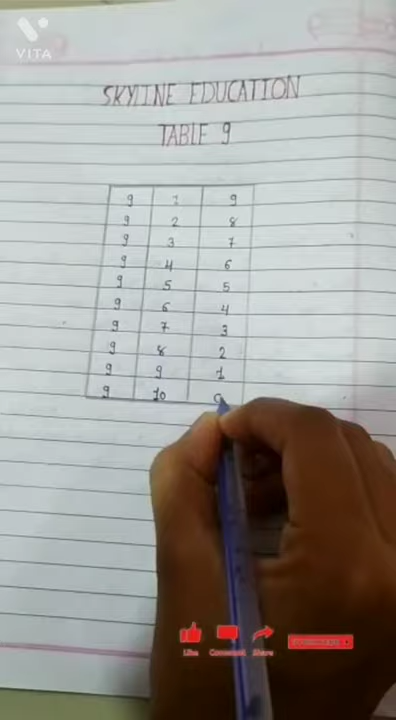 VITA
SKYLINE EDUCATION
TABLE 9
9 1 9
9 2 8
9 3 7
9 4 6
9 5 5
9 6 4
9 7 3
9 8 2
9 9 1
9 10 0
Like Comment Share